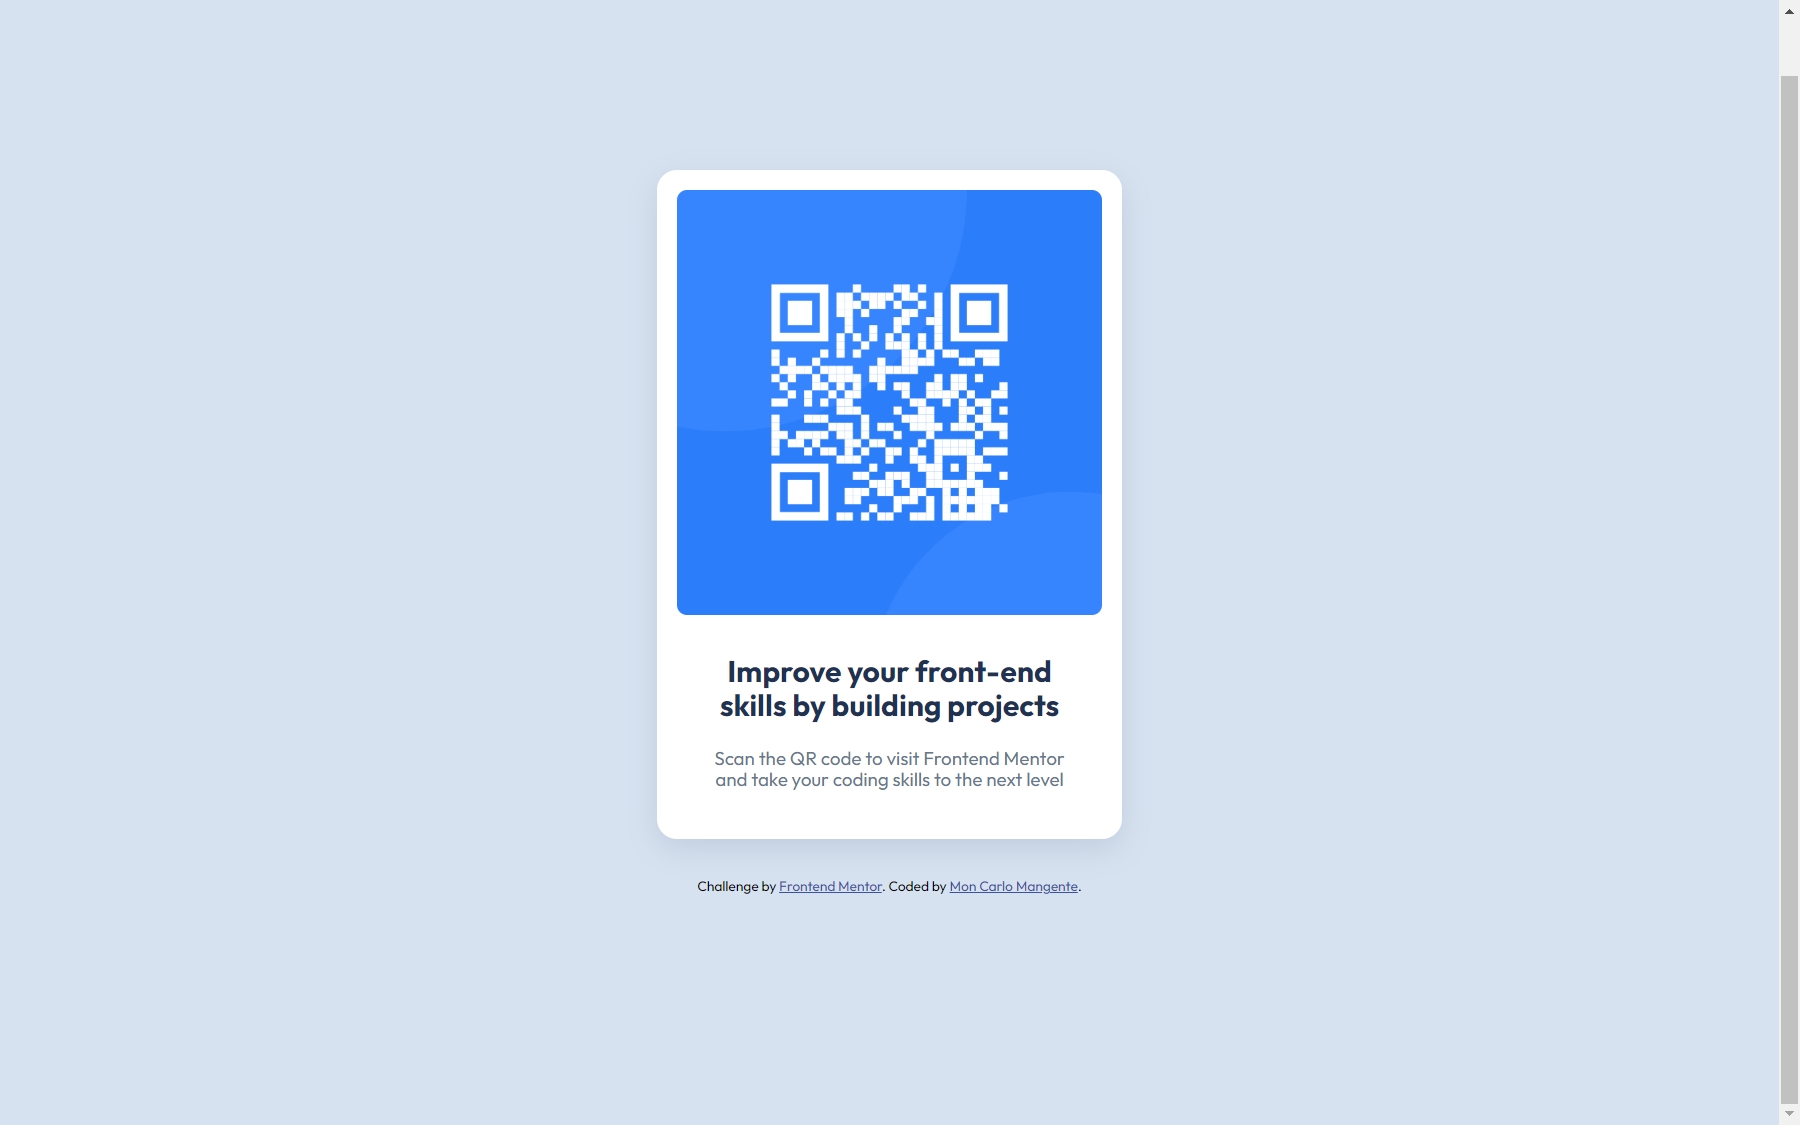 Improve your front-end
skills by building projects
Scan the QR code to visit Frontend Mentor
and take your coding skills to the next level
Challenge by Frontend Mentor. Coded by Mon Carlo Mangente.